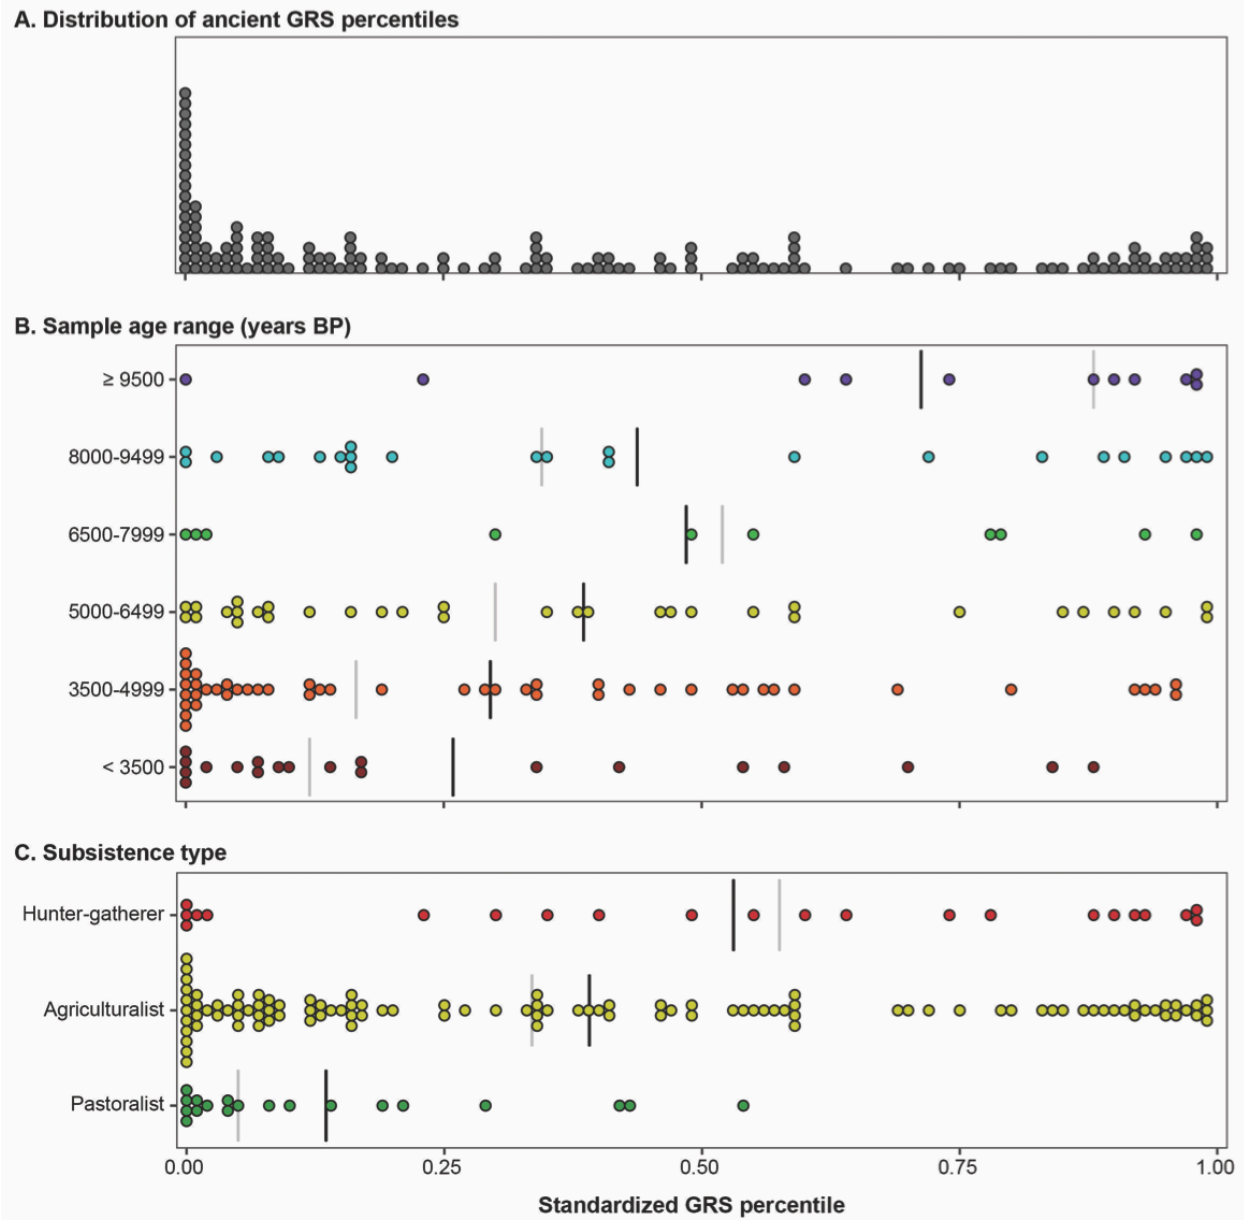 A. Distribution of ancient GRS percentiles
B. Sample age range (years BP)
≥ 9500
8000-9499
6500-7999
5000-6499
3500-4999
< 3500
C. Subsistence type
Hunter-gatherer
Agriculturalist
Pastoralist
0.00 0.25 0.50 0.75 1.00
Standardized GRS percentile